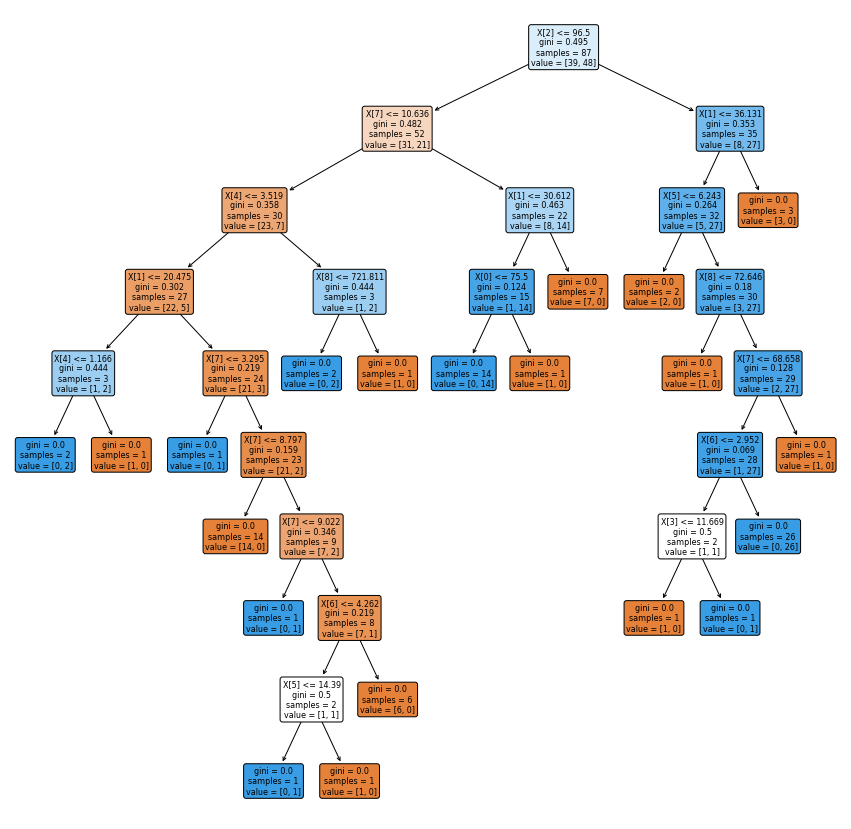 X[2] <= 96.5
gini = 0.495
samples = 87
value = [39, 48]
X[7] <= 10.636
gini = 0.482
samples = 52
value = [31, 21]
X[1] <= 36.131
gini = 0.353
samples = 35
value = [8, 27]
X[4] <= 3.519
gini = 0.358
samples = 30
value = [23, 7]
X[1] <= 30.612
gini = 0.463
samples = 22
value = [8, 14]
X[5] <= 6.243
gini = 0.264
samples = 32
value = [5, 27]
gini = 0.0
samples = 3
value = [3, 0]
X[1] <= 20.475
gini = 0.302
samples = 27
value = [22, 5]
X[8] <= 721.811
gini = 0.444
samples = 3
value = [1, 2]
X[0] <= 75.5
gini = 0.124
samples = 15
value = [1, 14]
gini = 0.0
samples = 7
value = [7, 0]
gini = 0.0
samples = 2
value = [2, 0]
X[8] <= 72.646
gini = 0.18
samples = 30
value = [3, 27]
X[4] <= 1.166
gini = 0.444
samples = 3
value = [1, 2]
X[7] <= 3.295
gini = 0.219
samples = 24
value = [21, 3]
gini = 0.0
samples = 2
value = [0, 2]
gini = 0.0
samples = 1
value = [1, 0]
gini = 0.0
samples = 14
value = [0, 14]
gini = 0.0
samples = 1
value = [1, 0]
gini = 0.0
samples = 1
value = [1, 0]
X[7] <= 68.658
gini = 0.128
samples = 29
value = [2, 27]
gini = 0.0
samples = 2
value = [0, 2]
gini = 0.0
samples = 1
value = [1, 0]
gini = 0.0
samples = 1
value = [0, 1]
X[7] <= 8.797
gini = 0.159
samples = 23
value = [21, 2]
X[6] <= 2.952
gini = 0.069
samples = 28
value = [1, 27]
gini = 0.0
samples = 1
value = [1, 0]
gini = 0.0
samples = 14
value = [14, 0]
X[7] <= 9.022
gini = 0.346
samples = 9
value = [7, 2]
X[3] <= 11.669
gini = 0.5
samples = 2
value = [1, 1]
gini = 0.0
samples = 26
value = [0, 26]
gini = 0.0
samples = 1
value = [0, 1]
X[6] <= 4.262
gini = 0.219
samples = 8
value = [7, 1]
gini = 0.0
samples = 1
value = [1, 0]
gini = 0.0
samples = 1
value = [0, 1]
X[5] <= 14.39
gini = 0.5
samples = 2
value = [1, 1]
gini = 0.0
samples = 6
value = [6, 0]
gini = 0.0
samples = 1
value = [0, 1]
gini = 0.0
samples = 1
value = [1, 0]